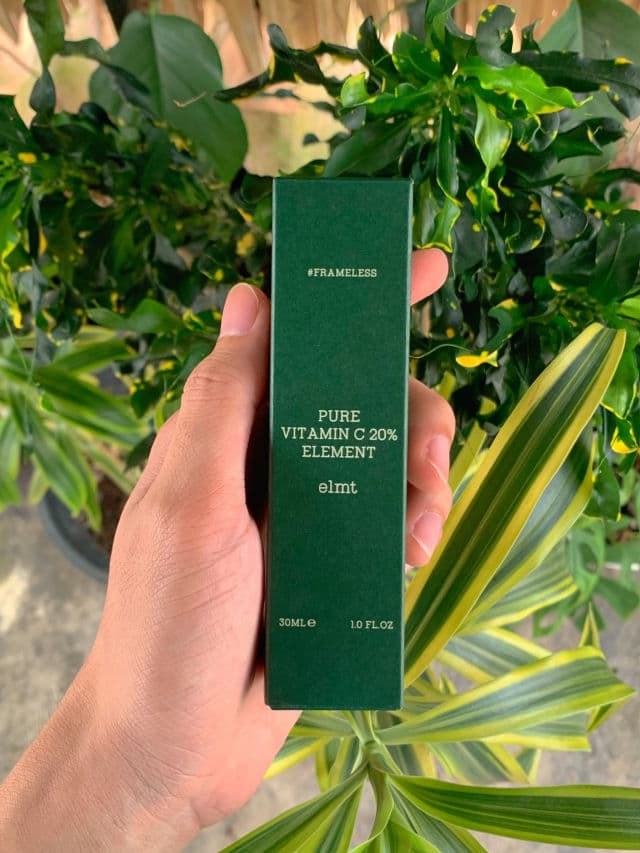 #FRAMELESS
PURE
VITAMIN C 20%
ELEMENT
elmt
30ML℮ 1.0 FL.OZ